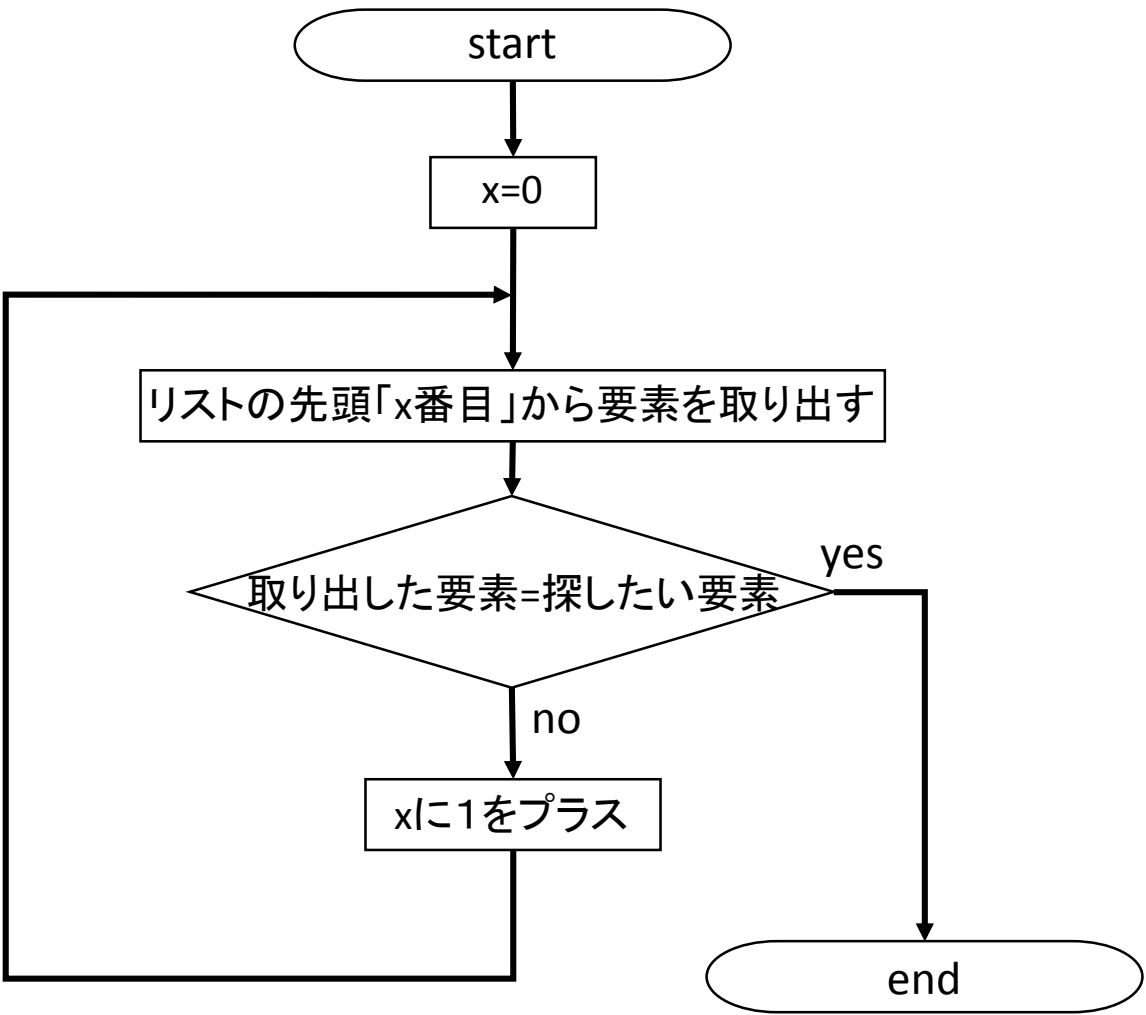 start
x=0
リストの先頭「x番目」から要素を取り出す
取り出した要素=探したい要素
yes
no
xに１をプラス
end